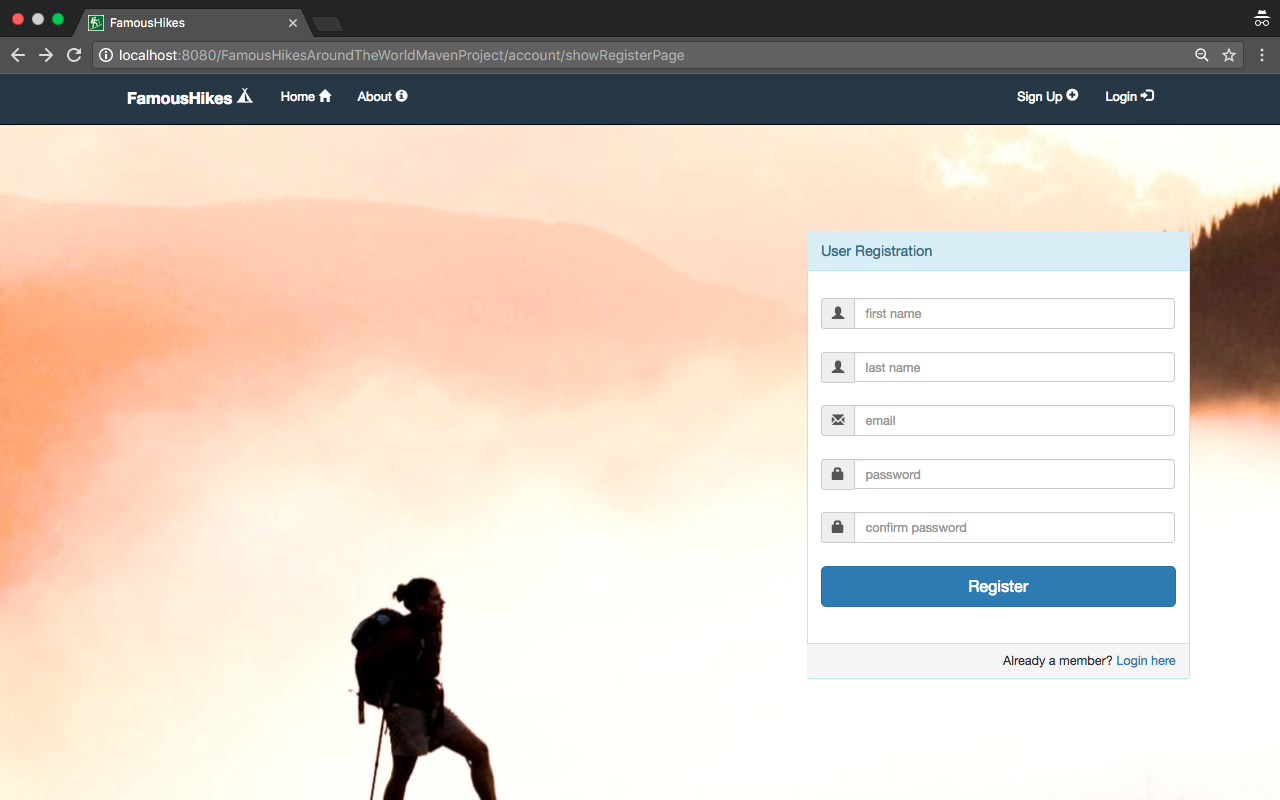 FamousHikes
localhost:8080/FamousHikesAroundTheWorldMavenProject/account/showRegisterPage
FamousHikes Home About Sign Up Login
User Registration
first name
last name
email
password
confirm password
Register
Already a member? Login here